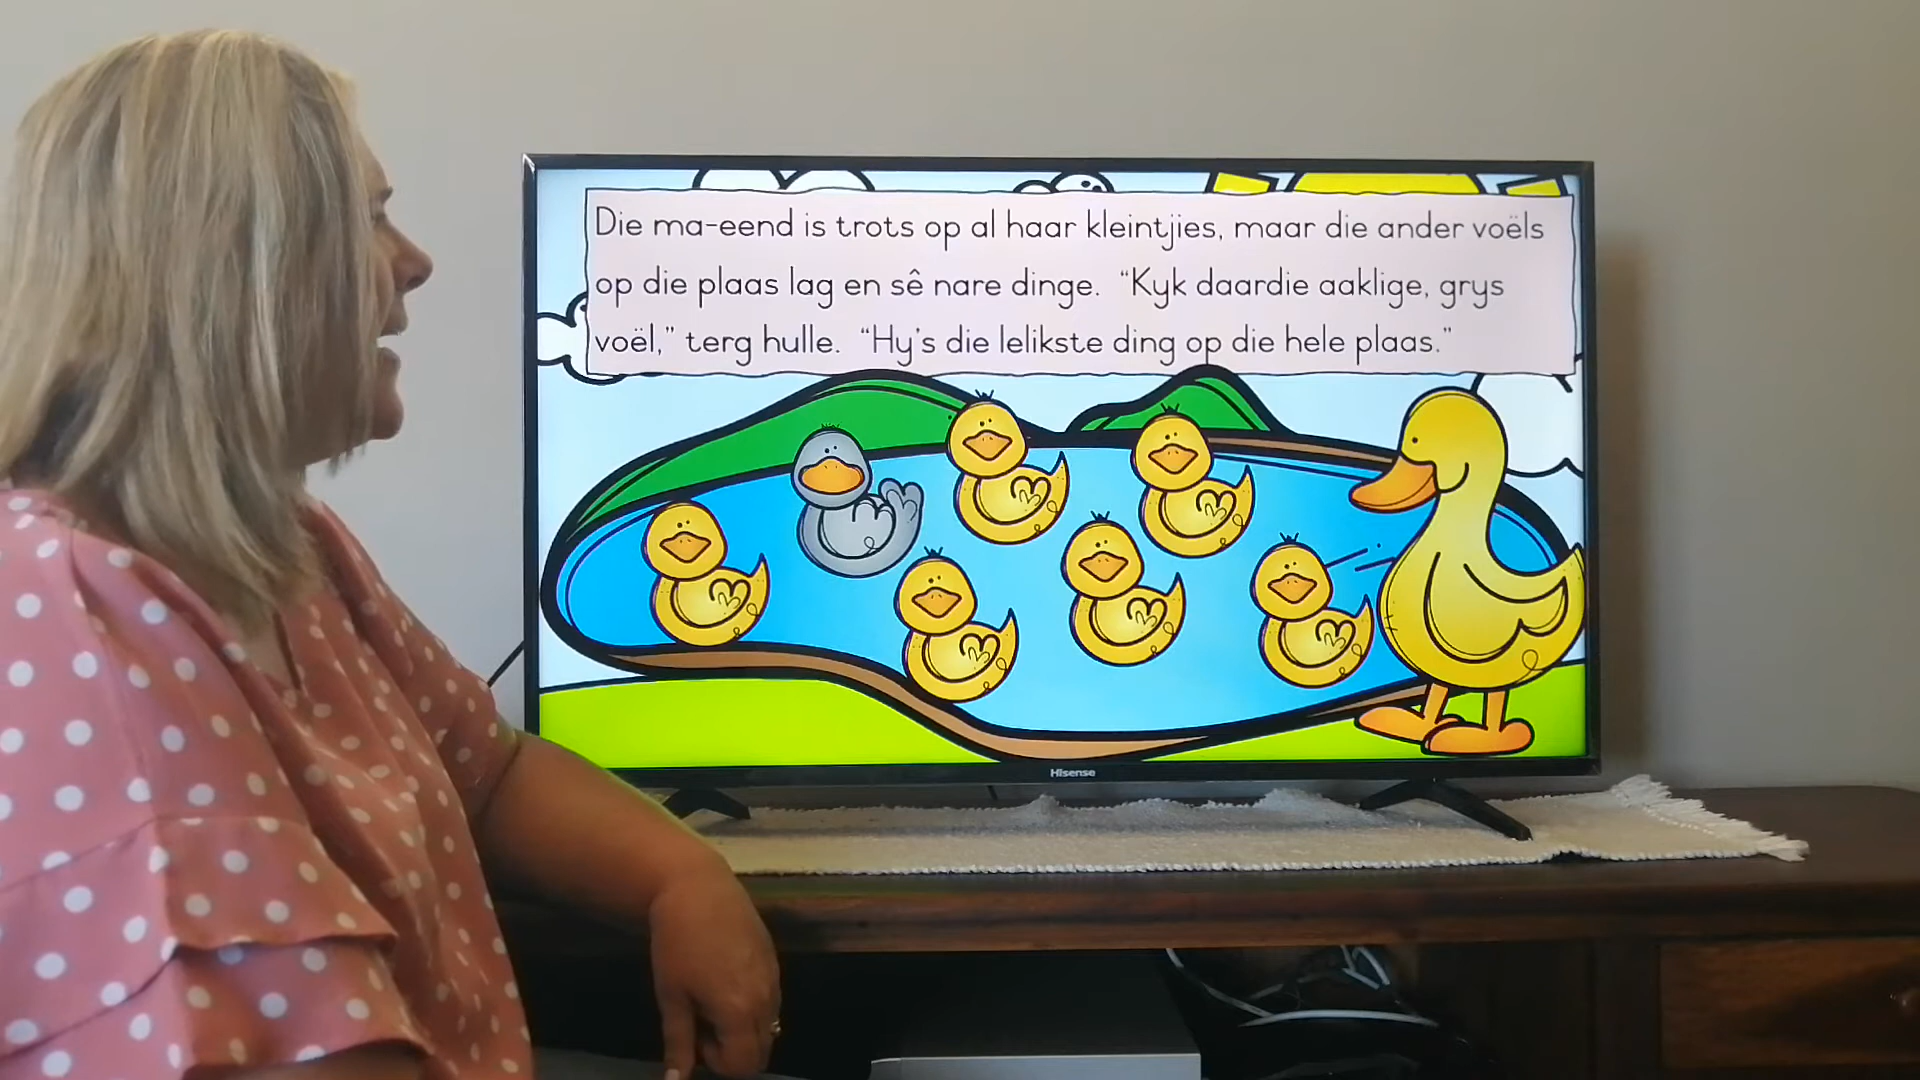 Die ma-eend is trots op al haar kleintjies, maar die ander voëls
op die plaas lag en sê nare dinge. “Kyk daardie aaklige, grys
voël,” terg hulle. “Hy’s die lelikste ding op die hele plaas.”
Hisense